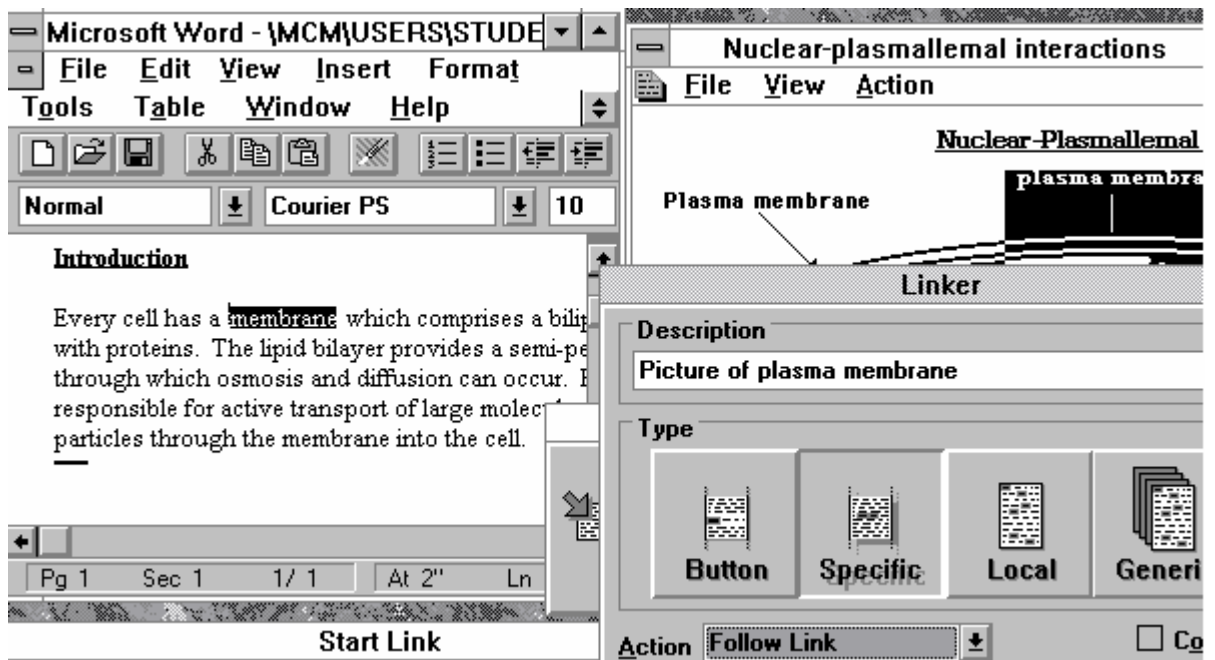 Microsoft Word - \MCM\USERS\STUDE
File Edit View Insert Format
Tools Table Window Help
Normal
Courier PS
10
Introduction
Every cell has a membrane which comprises a bilip
with proteins. The lipid bilayer provides a semi-pe
through which osmosis and diffusion can occur.
responsible for active transport of large molec
particles through the membrane into the cell.
Pg 1 Sec 1 1/ 1 At 2" Ln
Start Link
Nuclear-plasmallemal interactions
File View Action
Nuclear-Plasmallemal
plasma membra
Plasma membrane
Linker
Description
Picture of plasma membrane
Type
Button Specific Local Generi
Action Follow Link Co